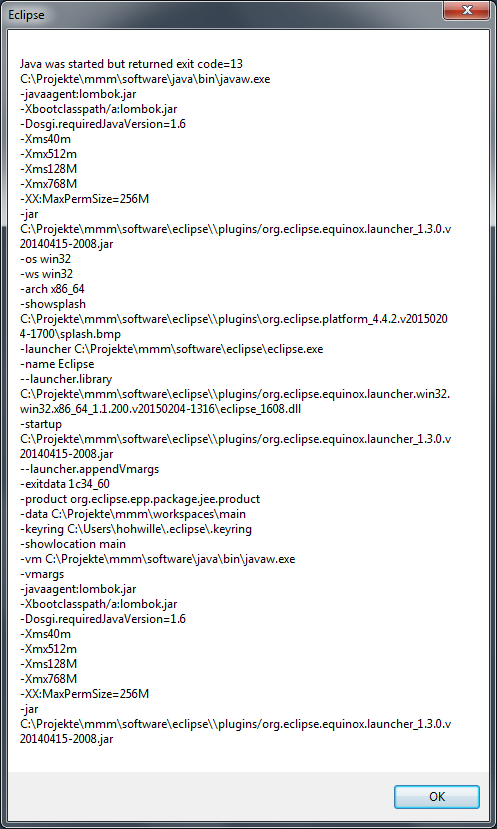 Eclipse
Java was started but returned exit code=13
C:\Projekte\mmm\software\java\bin\javaw.exe
-javaagent:lombok.jar
-Xbootclasspath/a:lombok.jar
-Dosgi.requiredJavaVersion=1.6
-Xms40m
-Xmx512m
-Xms128M
-Xmx768M
-XX:MaxPermSize=256M
-jar
C:\Projekte\mmm\software\eclipse\\plugins/org.eclipse.equinox.launcher_1.3.0.v
20140415-2008.jar
-os win32
-ws win32
-arch x86_64
-showsplash
C:\Projekte\mmm\software\eclipse\\plugins\org.eclipse.platform_4.4.2.v2015020
4-1700\splash.bmp
-launcher C:\Projekte\mmm\software\eclipse\eclipse.exe
-name Eclipse
--launcher.library
C:\Projekte\mmm\software\eclipse\\plugins/org.eclipse.equinox.launcher.win32.
win32.x86_64_1.1.200.v20150204-1316\eclipse_1608.dll
-startup
C:\Projekte\mmm\software\eclipse\\plugins/org.eclipse.equinox.launcher_1.3.0.v
20140415-2008.jar
--launcher.appendVmargs
-exitdata 1c34_60
-product org.eclipse.epp.package.jee.product
-data C:\Projekte\mmm\workspaces\main
-keyring C:\Users\hohwille\.eclipse\.keyring
-showlocation main
-vm C:\Projekte\mmm\software\java\bin\javaw.exe
-vmargs
-javaagent:lombok.jar
-Xbootclasspath/a:lombok.jar
-Dosgi.requiredJavaVersion=1.6
-Xms40m
-Xmx512m
-Xms128M
-Xmx768M
-XX:MaxPermSize=256M
-jar
C:\Projekte\mmm\software\eclipse\\plugins/org.eclipse.equinox.launcher_1.3.0.v
20140415-2008.jar
OK